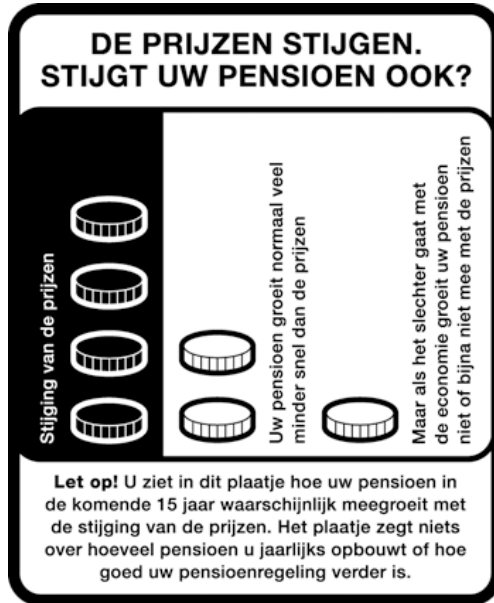 DE PRIJZEN STIJGEN.
STIJGT UW PENSIOEN OOK?
Stijging van de prijzen
Uw pensioen groeit normaal veel
minder snel dan de prijzen
Maar als het slechter gaat met
de economie groeit uw pensioen
niet of bijna niet mee met de prijzen
Let op! U ziet in dit plaatje hoe uw pensioen in
de komende 15 jaar waarschijnlijk meegroeit met
de stijging van de prijzen. Het plaatje zegt niets
over hoeveel pensioen u jaarlijks opbouwt of hoe
goed uw pensioenregeling verder is.